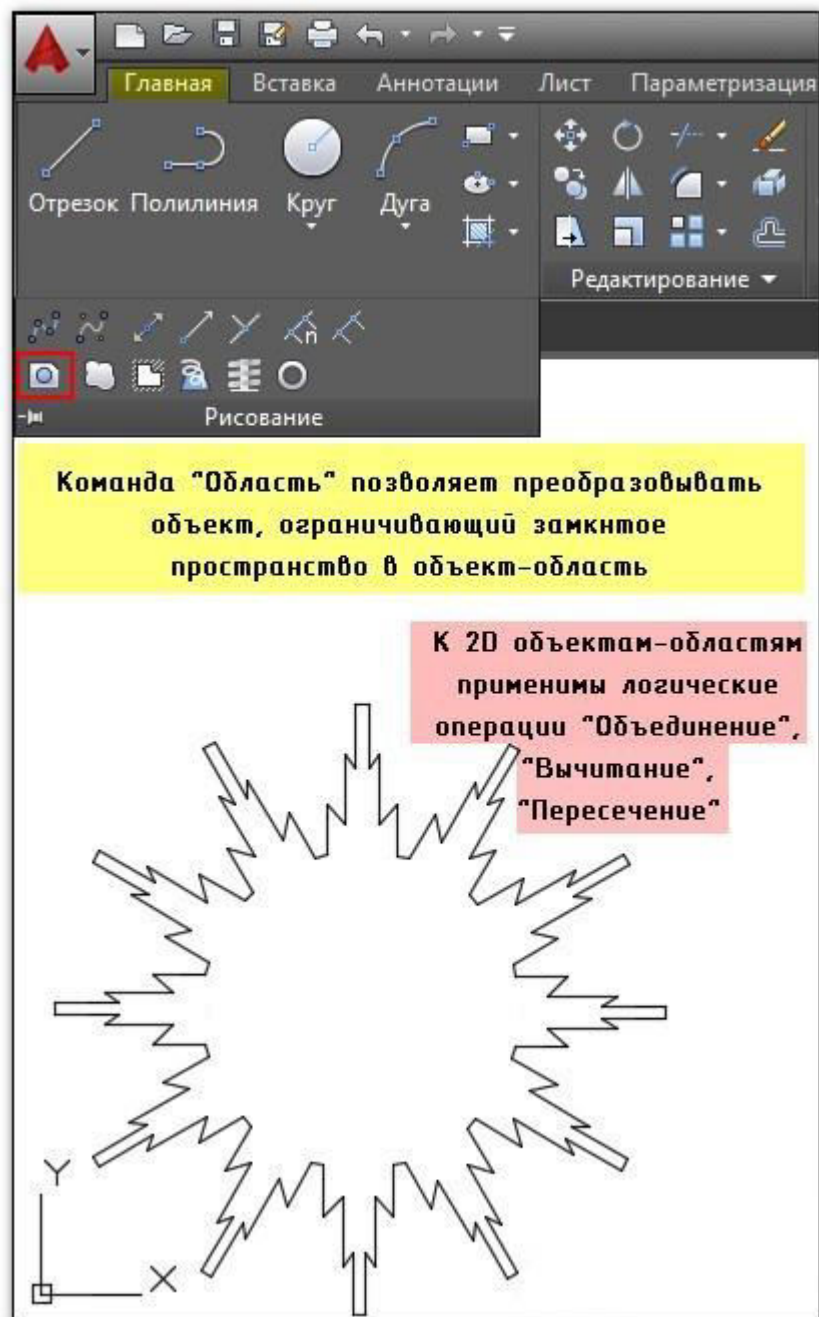 Главная Вставка Аннотации Лист Параметризация
Отрезок Полилиния Круг Дуга
Редактирование
n
Рисование
Команда "Область" позволяет преобразовывать
объект, ограничивающий замкнтое
пространство в объект-область
К 2D объектам-областям
применимы логические
операции "Объединение",
"Вычитание",
"Пересечение"
Y
X